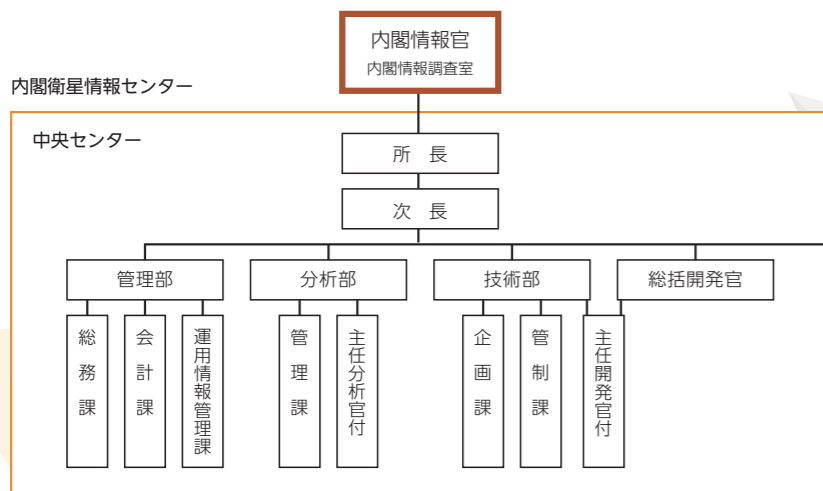 内閣情報官
内閣情報調査室
内閣衛星情報センター
中央センター
所 長
次 長
管理部
分析部
技術部
総括開発官
総務課
会計課
運用情報管理課
管理課
主任分析官付
企画課
管制課
主任開発官付